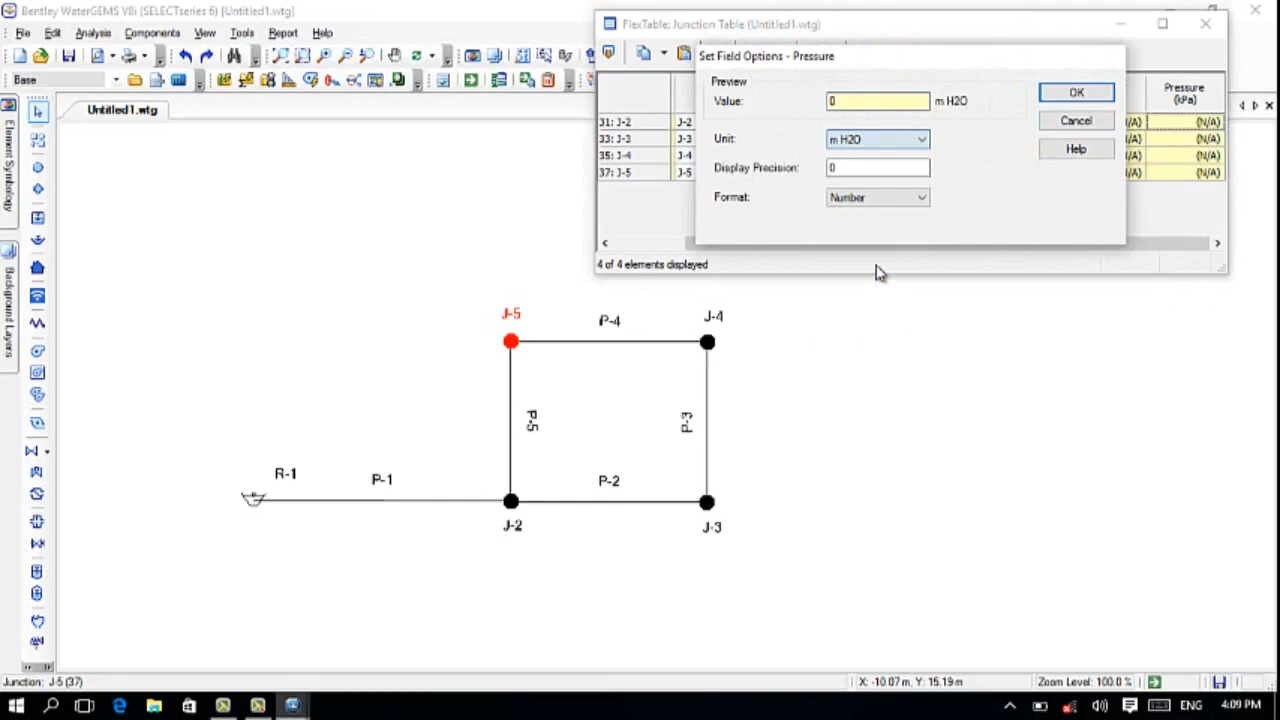 Bentley WaterGEMS V8i (SELECTseries 6) [Untitled1.wtg]
File Edit Analysis Components View Tools Report Help
Base
Untitled1.wtg
Element Symbology
Background Layers
FlexTable: Junction Table (Untitled1.wtg)
Set Field Options - Pressure
Preview
Value: 0 m H2O
Unit: m H2O
Display Precision: 0
Format: Number
OK
Cancel
Help
Pressure
(kPa)
31: J-2 J-2 /A) (N/A)
33: J-3 J-3 /A) (N/A)
35: J-4 J-4 /A) (N/A)
37: J-5 J-5 /A) (N/A)
4 of 4 elements displayed
J-5
P-4
J-4
P-5
P-3
R-1
P-1
P-2
J-2
J-3
Junction: J-5 (37)
X: -10.07 m, Y: 15.19 m
Zoom Level: 100.0 %
ENG
4:09 PM